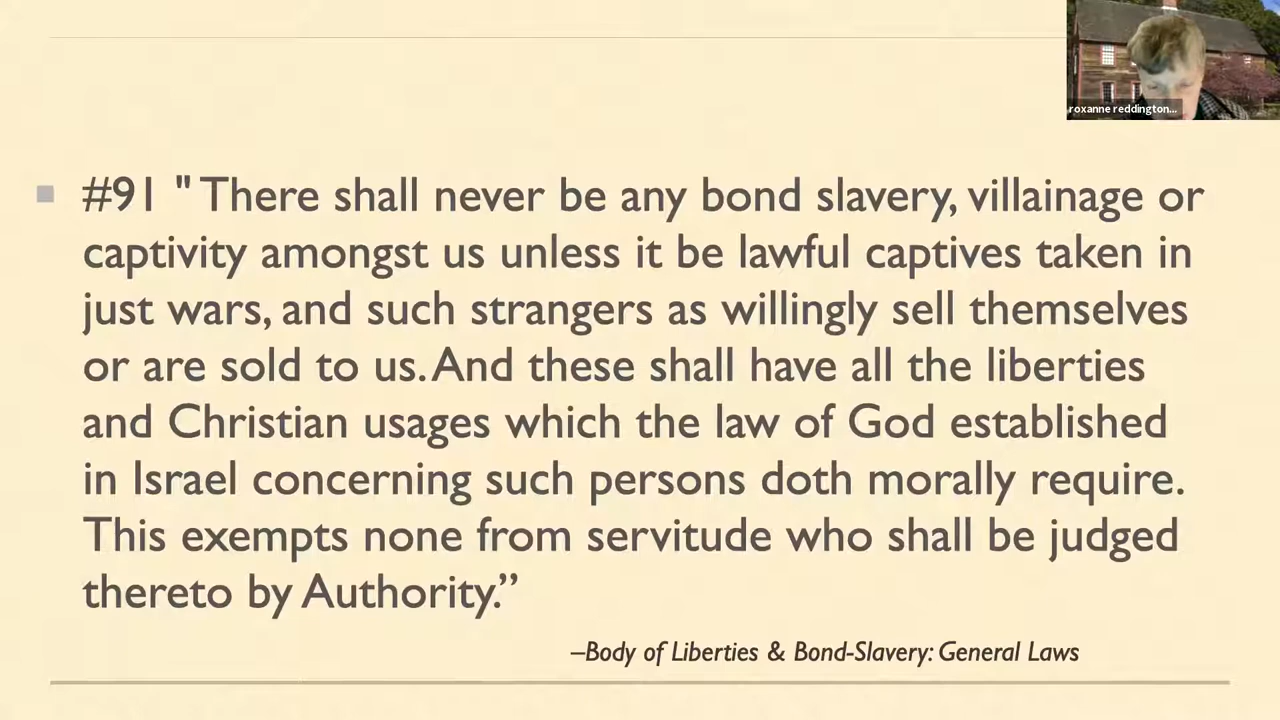 roxanne reddington...
#91 " There shall never be any bond slavery, villainage or
captivity amongst us unless it be lawful captives taken in
just wars, and such strangers as willingly sell themselves
or are sold to us. And these shall have all the liberties
and Christian usages which the law of God established
in Israel concerning such persons doth morally require.
This exempts none from servitude who shall be judged
thereto by Authority.”
–Body of Liberties & Bond-Slavery: General Laws